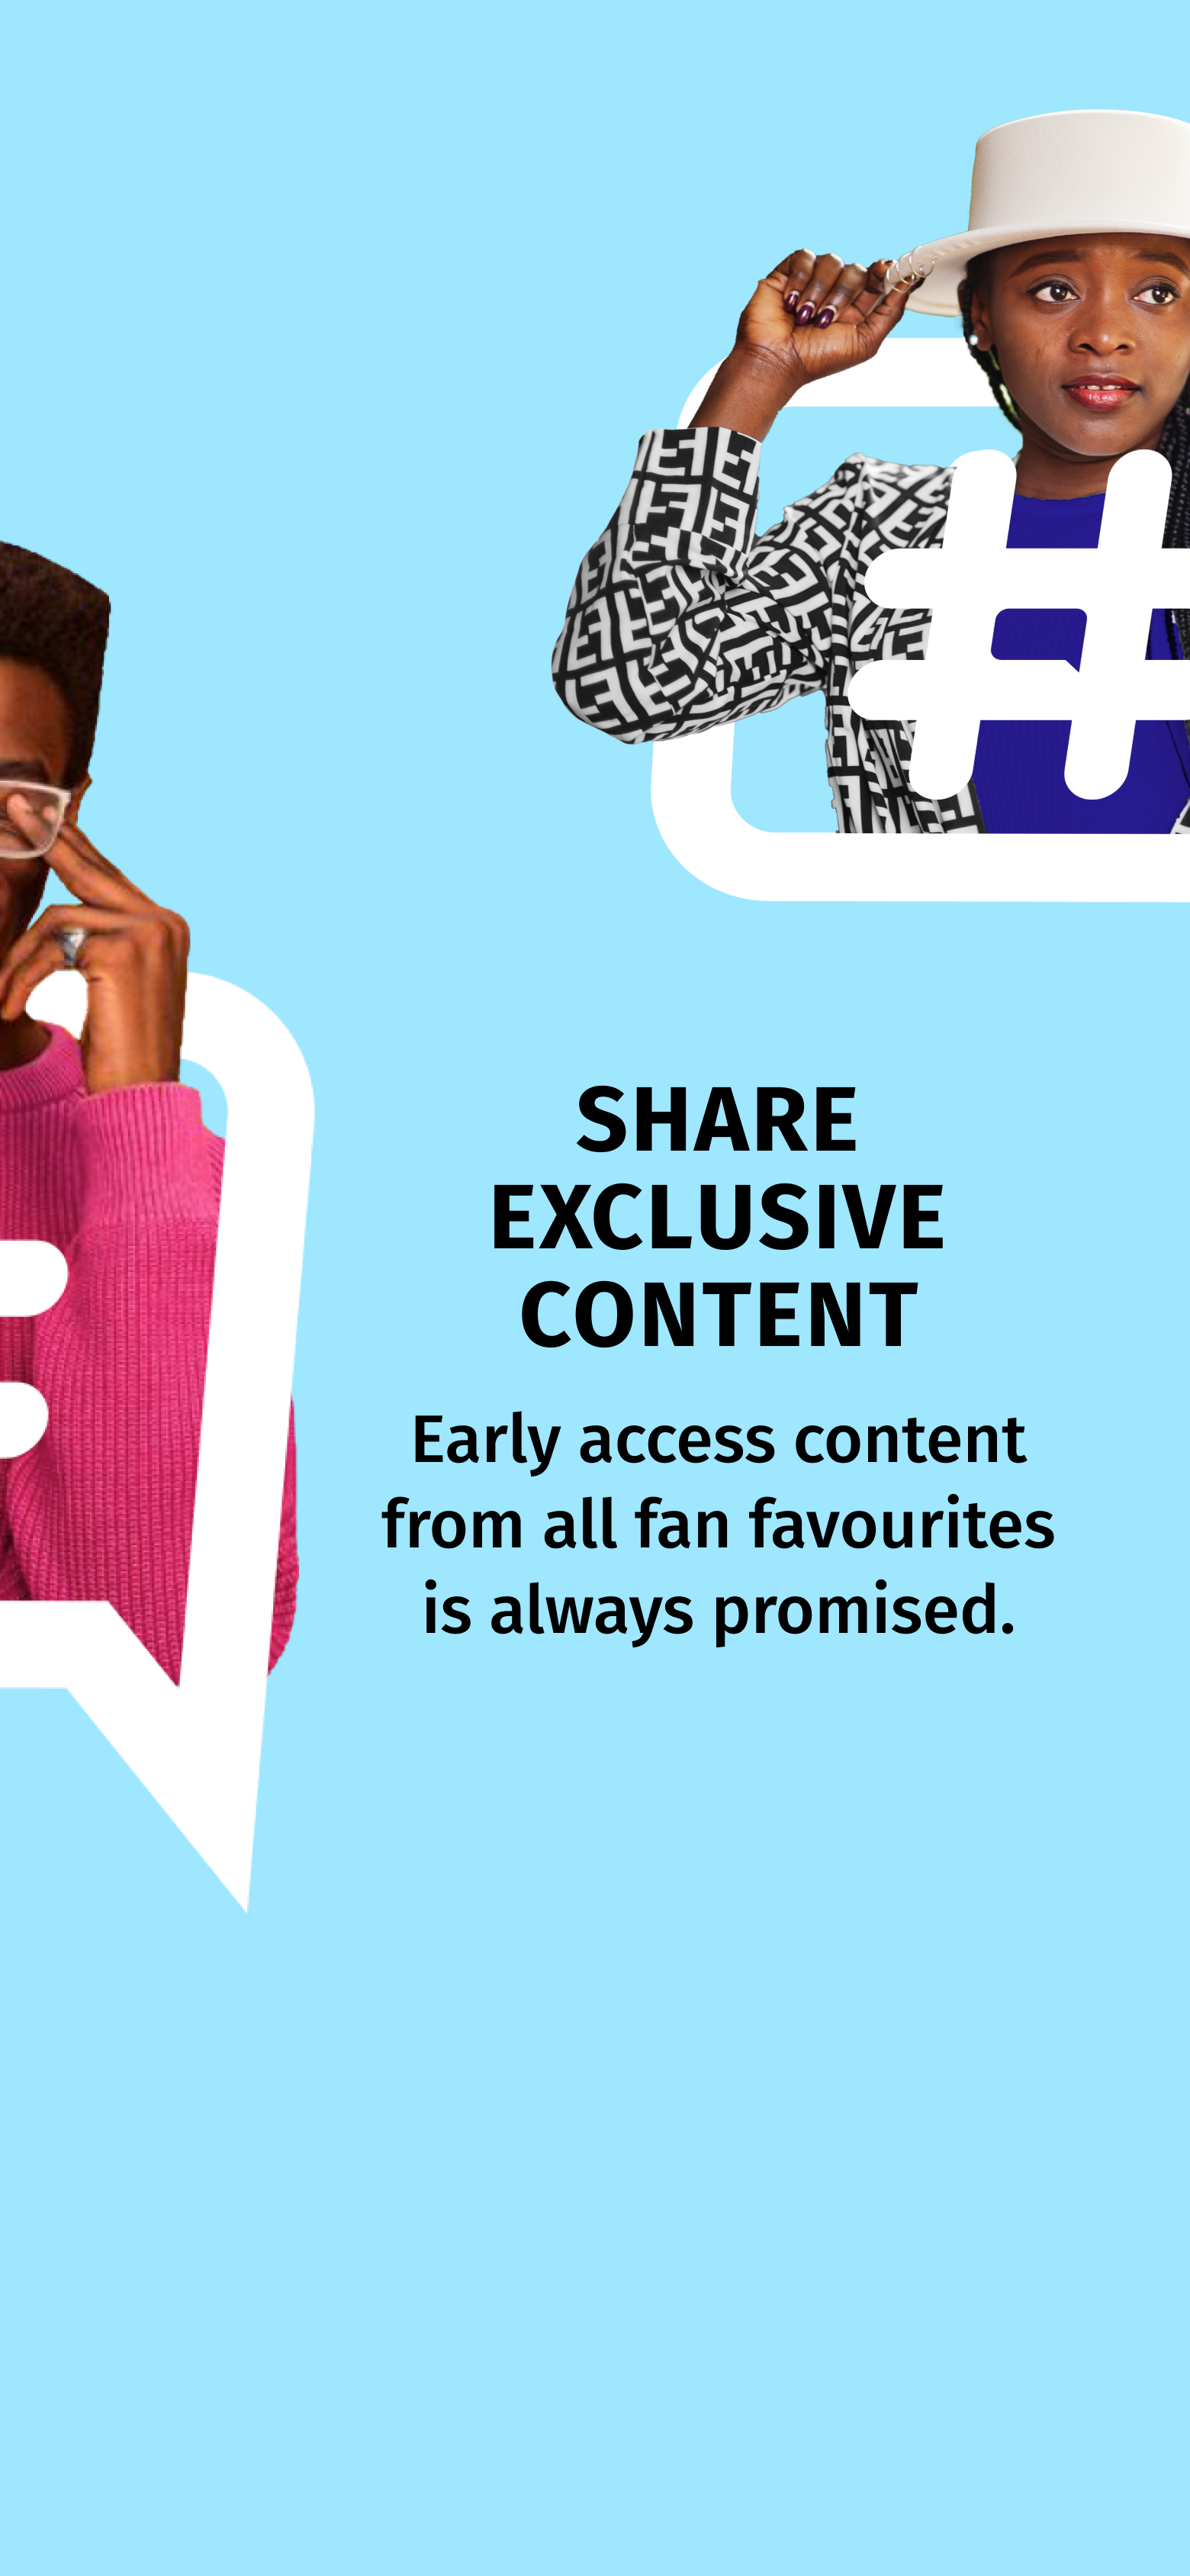 #
SHARE
EXCLUSIVE
CONTENT
Early access content
from all fan favourites
is always promised.